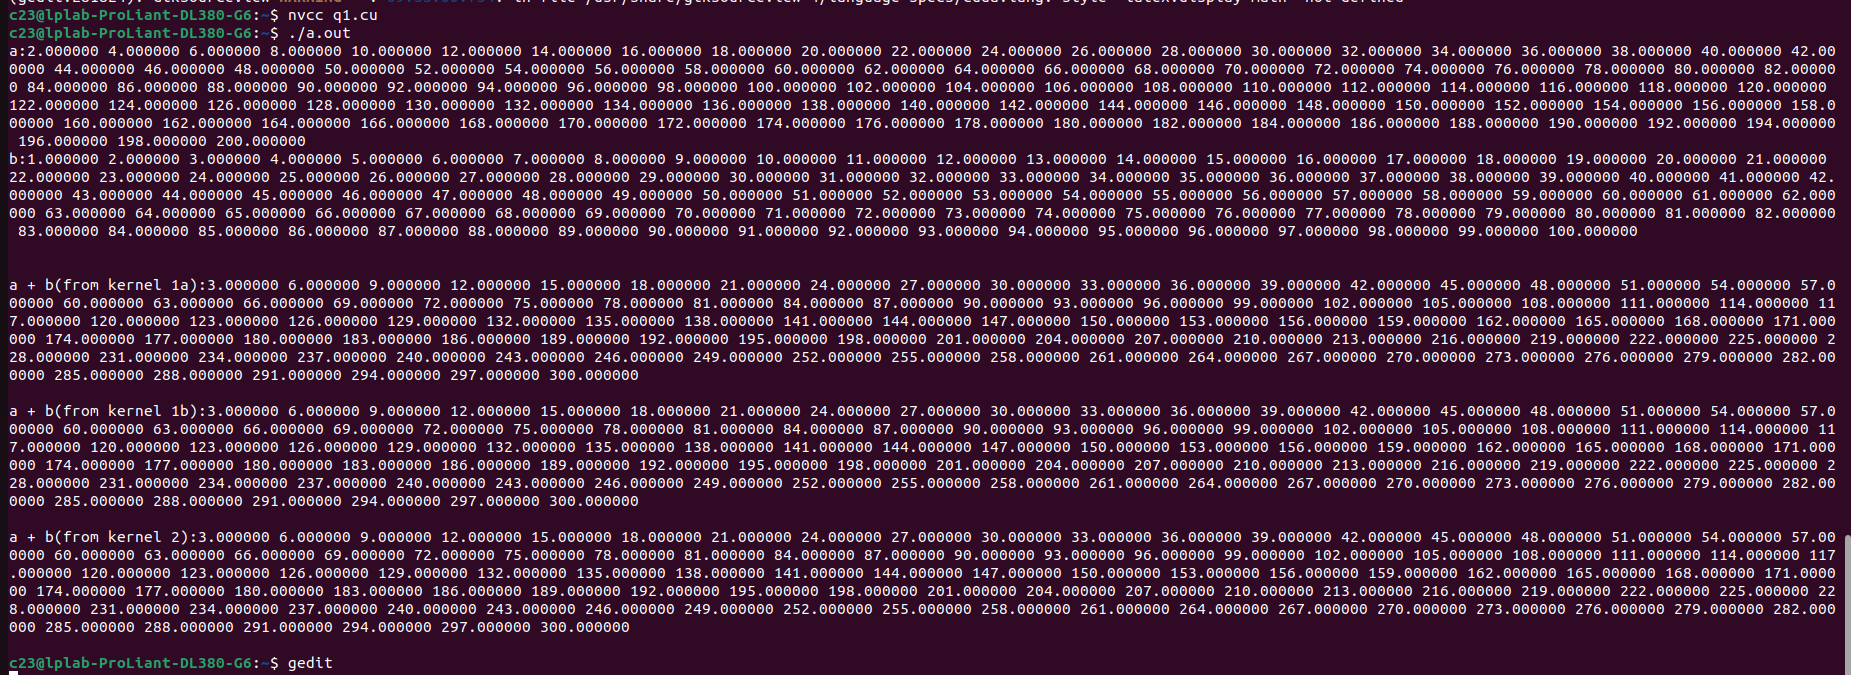 in file /usr/share/gtksourceview-4/language-specs/cuda.lang: style not defined
c23@lplab-ProLiant-DL380-G6:~$ nvcc q1.cu
c23@lplab-ProLiant-DL380-G6:~$ ./a.out
a:2.000000 4.000000 6.000000 8.000000 10.000000 12.000000 14.000000 16.000000 18.000000 20.000000 22.000000 24.000000 26.000000 28.000000 30.000000 32.000000 34.000000 36.000000 38.000000 40.000000 42.00
0000 44.000000 46.000000 48.000000 50.000000 52.000000 54.000000 56.000000 58.000000 60.000000 62.000000 64.000000 66.000000 68.000000 70.000000 72.000000 74.000000 76.000000 78.000000 80.000000 82.00000
0 84.000000 86.000000 88.000000 90.000000 92.000000 94.000000 96.000000 98.000000 100.000000 102.000000 104.000000 106.000000 108.000000 110.000000 112.000000 114.000000 116.000000 118.000000 120.000000
122.000000 124.000000 126.000000 128.000000 130.000000 132.000000 134.000000 136.000000 138.000000 140.000000 142.000000 144.000000 146.000000 148.000000 150.000000 152.000000 154.000000 156.000000 158.0
00000 160.000000 162.000000 164.000000 166.000000 168.000000 170.000000 172.000000 174.000000 176.000000 178.000000 180.000000 182.000000 184.000000 186.000000 188.000000 190.000000 192.000000 194.000000
196.000000 198.000000 200.000000
b:1.000000 2.000000 3.000000 4.000000 5.000000 6.000000 7.000000 8.000000 9.000000 10.000000 11.000000 12.000000 13.000000 14.000000 15.000000 16.000000 17.000000 18.000000 19.000000 20.000000 21.000000
22.000000 23.000000 24.000000 25.000000 26.000000 27.000000 28.000000 29.000000 30.000000 31.000000 32.000000 33.000000 34.000000 35.000000 36.000000 37.000000 38.000000 39.000000 40.000000 41.000000 42.
000000 43.000000 44.000000 45.000000 46.000000 47.000000 48.000000 49.000000 50.000000 51.000000 52.000000 53.000000 54.000000 55.000000 56.000000 57.000000 58.000000 59.000000 60.000000 61.000000 62.000
000 63.000000 64.000000 65.000000 66.000000 67.000000 68.000000 69.000000 70.000000 71.000000 72.000000 73.000000 74.000000 75.000000 76.000000 77.000000 78.000000 79.000000 80.000000 81.000000 82.000000
83.000000 84.000000 85.000000 86.000000 87.000000 88.000000 89.000000 90.000000 91.000000 92.000000 93.000000 94.000000 95.000000 96.000000 97.000000 98.000000 99.000000 100.000000
a + b(from kernel 1a):3.000000 6.000000 9.000000 12.000000 15.000000 18.000000 21.000000 24.000000 27.000000 30.000000 33.000000 36.000000 39.000000 42.000000 45.000000 48.000000 51.000000 54.000000 57.0
00000 60.000000 63.000000 66.000000 69.000000 72.000000 75.000000 78.000000 81.000000 84.000000 87.000000 90.000000 93.000000 96.000000 99.000000 102.000000 105.000000 108.000000 111.000000 114.000000 11
7.000000 120.000000 123.000000 126.000000 129.000000 132.000000 135.000000 138.000000 141.000000 144.000000 147.000000 150.000000 153.000000 156.000000 159.000000 162.000000 165.000000 168.000000 171.000
000 174.000000 177.000000 180.000000 183.000000 186.000000 189.000000 192.000000 195.000000 198.000000 201.000000 204.000000 207.000000 210.000000 213.000000 216.000000 219.000000 222.000000 225.000000 2
28.000000 231.000000 234.000000 237.000000 240.000000 243.000000 246.000000 249.000000 252.000000 255.000000 258.000000 261.000000 264.000000 267.000000 270.000000 273.000000 276.000000 279.000000 282.00
0000 285.000000 288.000000 291.000000 294.000000 297.000000 300.000000
a + b(from kernel 1b):3.000000 6.000000 9.000000 12.000000 15.000000 18.000000 21.000000 24.000000 27.000000 30.000000 33.000000 36.000000 39.000000 42.000000 45.000000 48.000000 51.000000 54.000000 57.0
00000 60.000000 63.000000 66.000000 69.000000 72.000000 75.000000 78.000000 81.000000 84.000000 87.000000 90.000000 93.000000 96.000000 99.000000 102.000000 105.000000 108.000000 111.000000 114.000000 11
7.000000 120.000000 123.000000 126.000000 129.000000 132.000000 135.000000 138.000000 141.000000 144.000000 147.000000 150.000000 153.000000 156.000000 159.000000 162.000000 165.000000 168.000000 171.000
000 174.000000 177.000000 180.000000 183.000000 186.000000 189.000000 192.000000 195.000000 198.000000 201.000000 204.000000 207.000000 210.000000 213.000000 216.000000 219.000000 222.000000 225.000000 2
28.000000 231.000000 234.000000 237.000000 240.000000 243.000000 246.000000 249.000000 252.000000 255.000000 258.000000 261.000000 264.000000 267.000000 270.000000 273.000000 276.000000 279.000000 282.00
0000 285.000000 288.000000 291.000000 294.000000 297.000000 300.000000
a + b(from kernel 2):3.000000 6.000000 9.000000 12.000000 15.000000 18.000000 21.000000 24.000000 27.000000 30.000000 33.000000 36.000000 39.000000 42.000000 45.000000 48.000000 51.000000 54.000000 57.00
0000 60.000000 63.000000 66.000000 69.000000 72.000000 75.000000 78.000000 81.000000 84.000000 87.000000 90.000000 93.000000 96.000000 99.000000 102.000000 105.000000 108.000000 111.000000 114.000000 117
.000000 120.000000 123.000000 126.000000 129.000000 132.000000 135.000000 138.000000 141.000000 144.000000 147.000000 150.000000 153.000000 156.000000 159.000000 162.000000 165.000000 168.000000 171.0000
00 174.000000 177.000000 180.000000 183.000000 186.000000 189.000000 192.000000 195.000000 198.000000 201.000000 204.000000 207.000000 210.000000 213.000000 216.000000 219.000000 222.000000 225.000000 22
8.000000 231.000000 234.000000 237.000000 240.000000 243.000000 246.000000 249.000000 252.000000 255.000000 258.000000 261.000000 264.000000 267.000000 270.000000 273.000000 276.000000 279.000000 282.000
000 285.000000 288.000000 291.000000 294.000000 297.000000 300.000000
c23@lplab-ProLiant-DL380-G6:~$ gedit